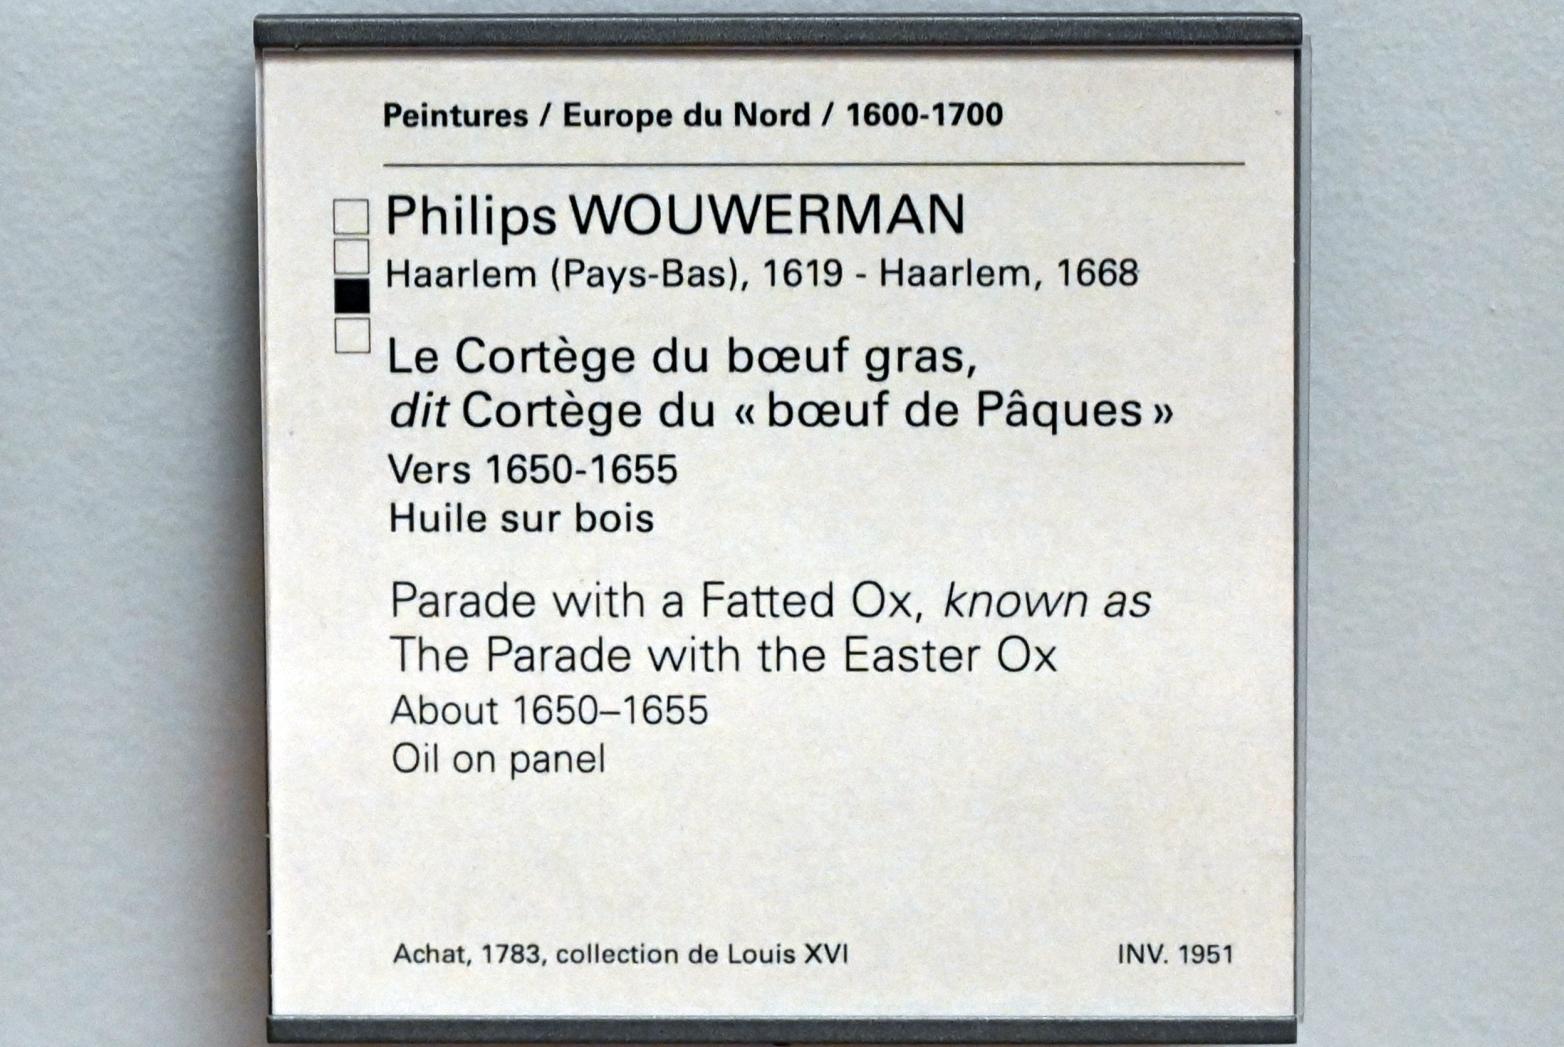 Peintures / Europe du Nord / 1600-1700
Philips WOUWERMAN
Haarlem (Pays-Bas), 1619 - Haarlem, 1668
Le Cortège du bœuf gras,
dit Cortège du « bœuf de Pâques »
Vers 1650-1655
Huile sur bois
Parade with a Fatted Ox, known as
The Parade with the Easter Ox
About 1650–1655
Oil on panel
Achat, 1783, collection de Louis XVI
INV. 1951